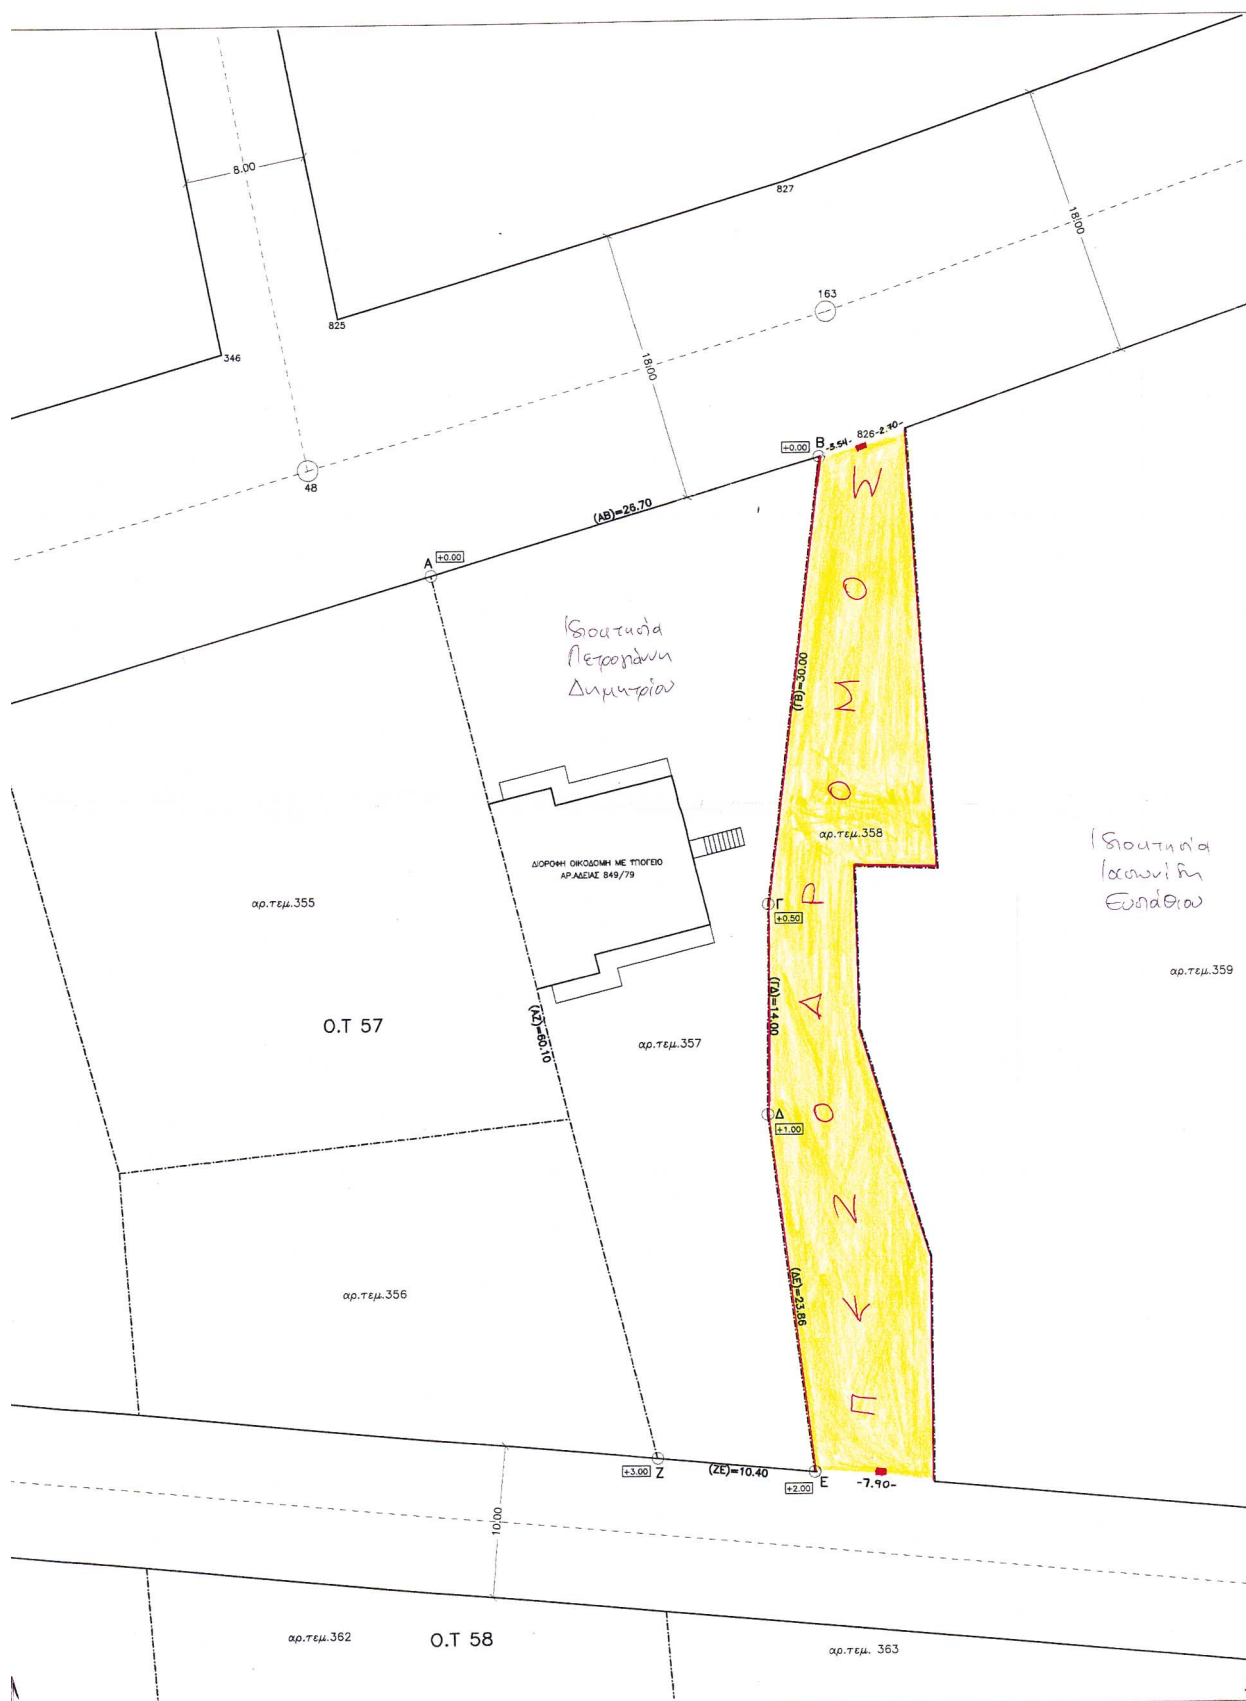 8.00
827
18.00
163
825
346
18.00
48
+0.00
B
-3.54-
826
-2.70-
(AB)=26.70
A
+0.00
Ιδιοκτησία
Πετρογιάννη
Δημητρίου
(ΓΒ)=30.00
ΠΕΖΟΔΡΟΜΟΣ
αρ.τεμ.358
ΔΙΟΡΟΦΗ ΟΙΚΟΔΟΜΗ ΜΕ ΥΠΟΓΕΙΟ
ΑΡ.ΑΔΕΙΑΣ 849/79
Ιδιοκτησία
Ιασωνίδη
Ευσταθίου
αρ.τεμ.355
Γ
+0.50
αρ.τεμ.359
(ΓΔ)=14.00
Ο.Τ 57
(ΑΖ)=60.10
αρ.τεμ.357
Δ
+1.00
αρ.τεμ.356
(ΔΕ)=23.86
+3.00
Z
(ΖΕ)=10.40
E
+2.00
-7.90-
10.00
αρ.τεμ.362
Ο.Τ 58
αρ.τεμ. 363